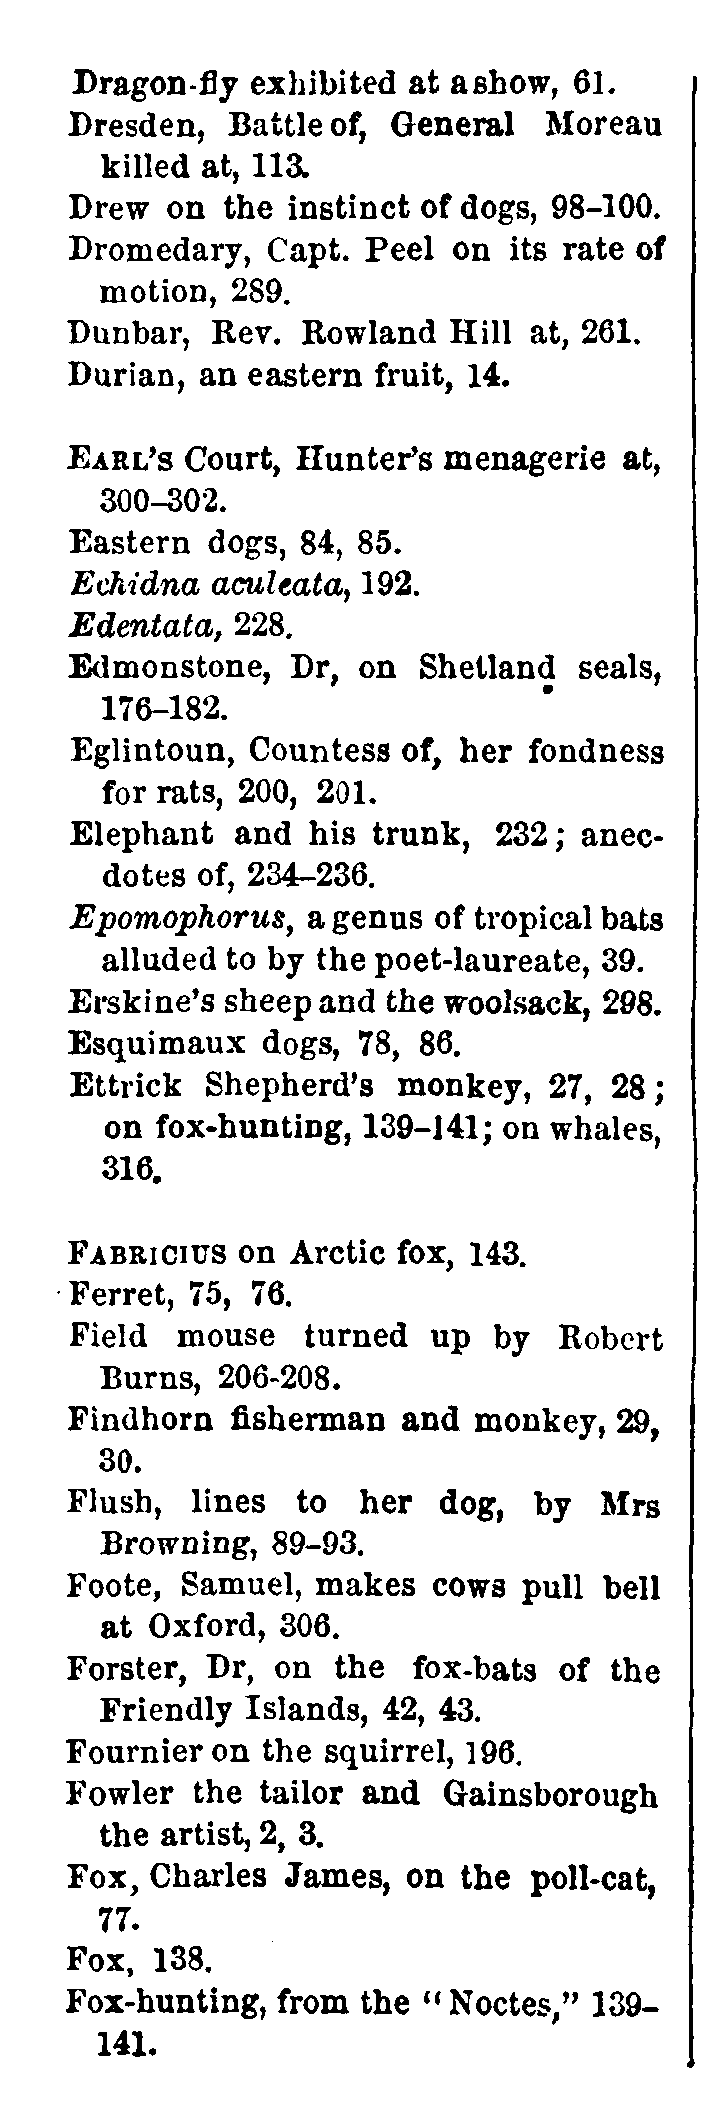 Dragon-fly exhibited at a show, 61.
Dresden, Battle of, General Moreau
killed at, 113.
Drew on the instinct of dogs, 98–100.
Dromedary, Capt. Peel on its rate of
motion, 289.
Dunbar, Rev. Rowland Hill at, 261.
Durian, an eastern fruit, 14.
EARL'S Court, Hunter's menagerie at,
300–302.
Eastern dogs, 84, 85.
Echidna aculeata, 192.
Edentata, 228.
Edmonstone, Dr, on Shetland seals,
176–182.
Eglintoun, Countess of, her fondness
for rats, 200, 201.
Elephant and his trunk, 232; anec-
dotes of, 234–236.
Epomophorus, a genus of tropical bats
alluded to by the poet-laureate, 39.
Erskine's sheep and the woolsack, 298.
Esquimaux dogs, 78, 86.
Ettrick Shepherd's monkey, 27, 28;
on fox-hunting, 139–141; on whales,
316.
FABRICIUS on Arctic fox, 143.
Ferret, 75, 76.
Field mouse turned up by Robert
Burns, 206-208.
Findhorn fisherman and monkey, 29,
30.
Flush, lines to her dog, by Mrs
Browning, 89–93.
Foote, Samuel, makes cows pull bell
at Oxford, 306.
Forster, Dr, on the fox-bats of the
Friendly Islands, 42, 43.
Fournier on the squirrel, 196.
Fowler the tailor and Gainsborough
the artist, 2, 3.
Fox, Charles James, on the poll-cat,
77.
Fox, 138.
Fox-hunting, from the "Noctes," 139–
141.